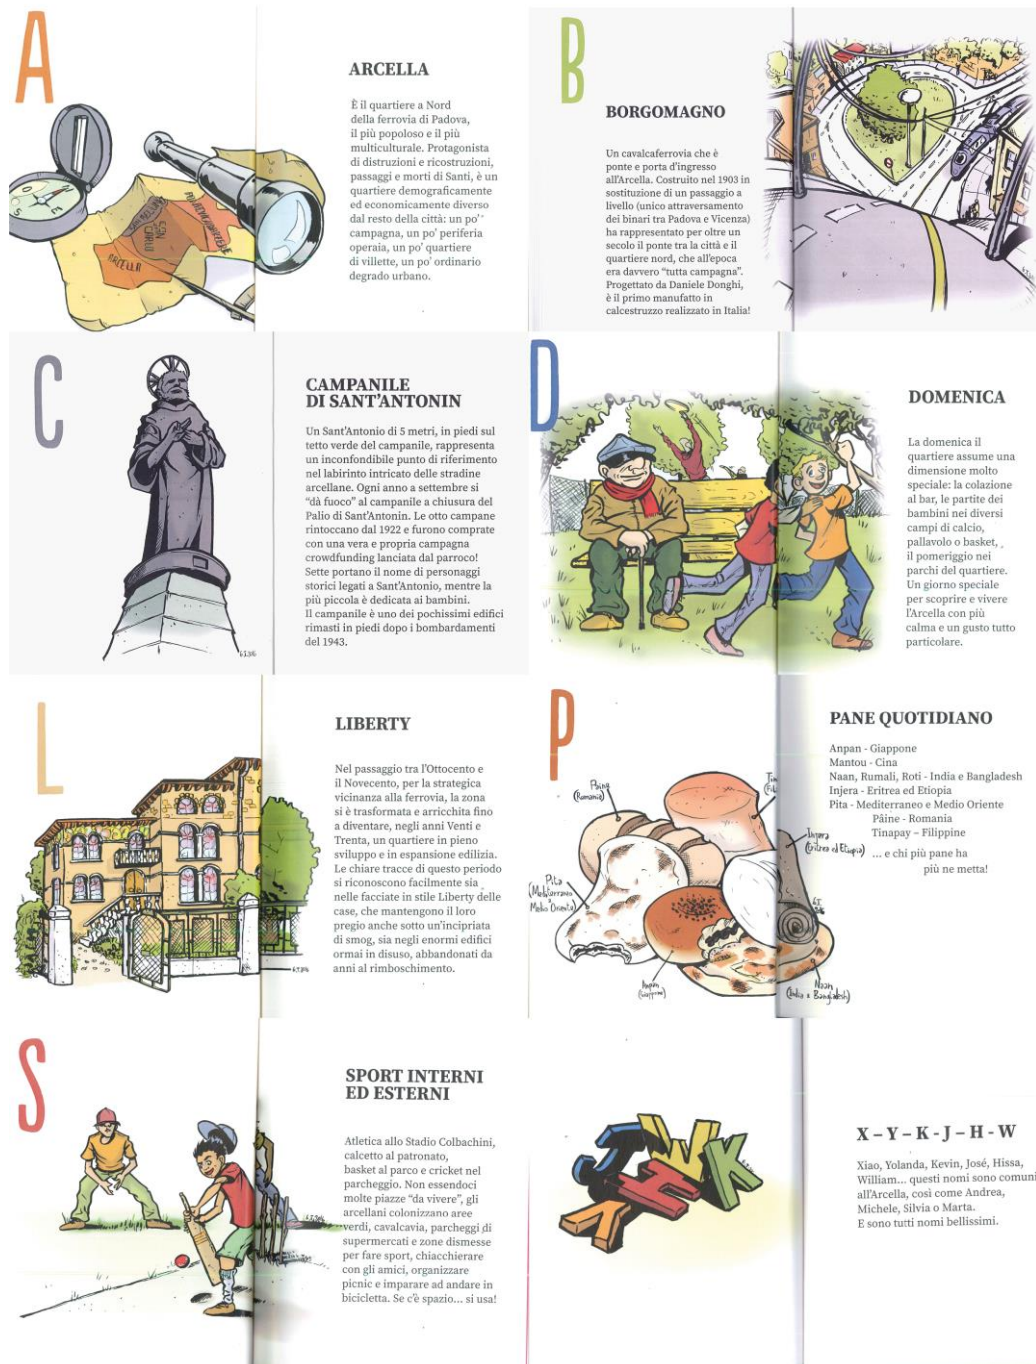 A
ARCELLA
È il quartiere a Nord
della ferrovia di Padova,
il più popoloso e il più
multiculturale. Protagonista
di distruzioni e ricostruzioni,
passaggi e morti di Santi, è un
quartiere demograficamente
ed economicamente diverso
dal resto della città: un po'
campagna, un po' periferia
operaia, un po' quartiere
di villette, un po' ordinario
degrado urbano.
S
E
SAN
CARLO
ARCELLA
B
BORGOMAGNO
Un cavalcaferrovia che è
ponte e porta d'ingresso
all'Arcella. Costruito nel 1903 in
sostituzione di un passaggio a
livello (unico attraversamento
dei binari tra Padova e Vicenza)
ha rappresentato per oltre un
secolo il ponte tra la città e il
quartiere nord, che all'epoca
era davvero “tutta campagna”.
Progettato da Daniele Donghi,
è il primo manufatto in
calcestruzzo realizzato in Italia!
C
CAMPANILE
DI SANT'ANTONIN
Un Sant'Antonio di 5 metri, in piedi sul
tetto verde del campanile, rappresenta
un inconfondibile punto di riferimento
nel labirinto intricato delle stradine
arcellane. Ogni anno a settembre si
“dà fuoco” al campanile a chiusura del
Palio di Sant'Antonin. Le otto campane
rintoccano dal 1922 e furono comprate
con una vera e propria campagna
crowdfunding lanciata dal parroco!
Sette portano il nome di personaggi
storici legati a Sant'Antonio, mentre la
più piccola è dedicata ai bambini.
Il campanile è uno dei pochissimi edifici
rimasti in piedi dopo i bombardamenti
del 1943.
D
DOMENICA
La domenica il
quartiere assume una
dimensione molto
speciale: la colazione
al bar, le partite dei
bambini nei diversi
campi di calcio,
pallavolo o basket,
il pomeriggio nei
parchi del quartiere.
Un giorno speciale
per scoprire e vivere
l'Arcella con più
calma e un gusto tutto
particolare.
L
LIBERTY
Nel passaggio tra l'Ottocento e
il Novecento, per la strategica
vicinanza alla ferrovia, la zona
si è trasformata e arricchita fino
a diventare, negli anni Venti e
Trenta, un quartiere in pieno
sviluppo e in espansione edilizia.
Le chiare tracce di questo periodo
si riconoscono facilmente sia
nelle facciate in stile Liberty delle
case, che mantengono il loro
pregio anche sotto un'incipriata
di smog, sia negli enormi edifici
ormai in disuso, abbandonati da
anni al rimboschimento.
P
PANE QUOTIDIANO
Anpan - Giappone
Mantou - Cina
Naan, Rumali, Roti - India e Bangladesh
Injera - Eritrea ed Etiopia
Pita - Mediterraneo e Medio Oriente
Pâine - Romania
Tinapay – Filippine
... e chi più pane ha
più ne metta!
Pâine
(Romania)
Injera
(Eritrea ed Etiopia)
Pita
(Mediterraneo
e
Medio Oriente)
Anpan
(Giappone)
Naan
(India e Bangladesh)
S
SPORT INTERNI
ED ESTERNI
Atletica allo Stadio Colbachini,
calcetto al patronato,
basket al parco e cricket nel
parcheggio. Non essendoci
molte piazze “da vivere”, gli
arcellani colonizzano aree
verdi, cavalcavia, parcheggi di
supermercati e zone dismesse
per fare sport, chiacchierare
con gli amici, organizzare
picnic e imparare ad andare in
bicicletta. Se c'è spazio... si usa!
J W K
Y H X
X – Y – K - J – H - W
Xiao, Yolanda, Kevin, José, Hissa,
William... questi nomi sono comuni
all'Arcella, così come Andrea,
Michele, Silvia o Marta.
E sono tutti nomi bellissimi.